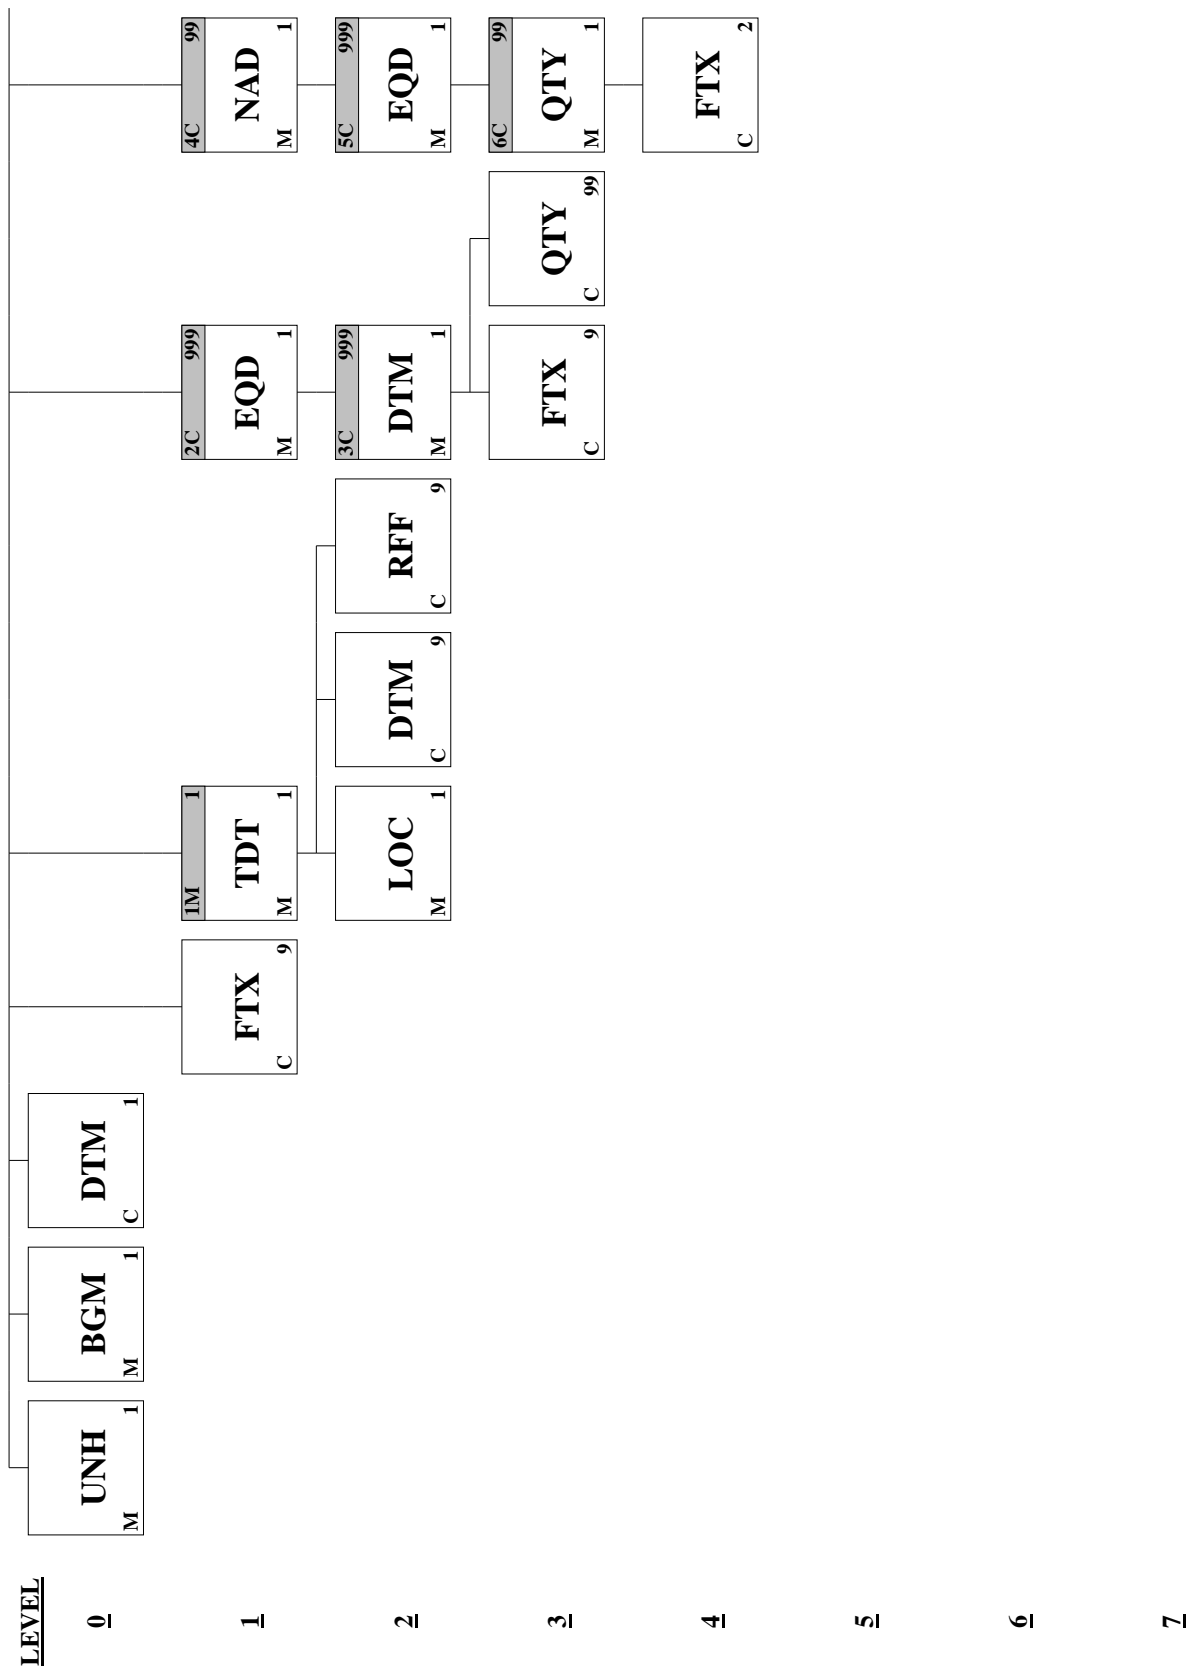 LEVEL
0
UNH
M 1
BGM
M 1
DTM
C 1
1
FTX
C 9
1M 1
TDT
M 1
2C 999
EQD
M 1
4C 99
NAD
M 1
2
LOC
M 1
DTM
C 9
RFF
C 9
3C 999
DTM
M 1
5C 999
EQD
M 1
3
FTX
C 9
QTY
C 99
6C 99
QTY
M 1
4
FTX
C 2
5
6
7